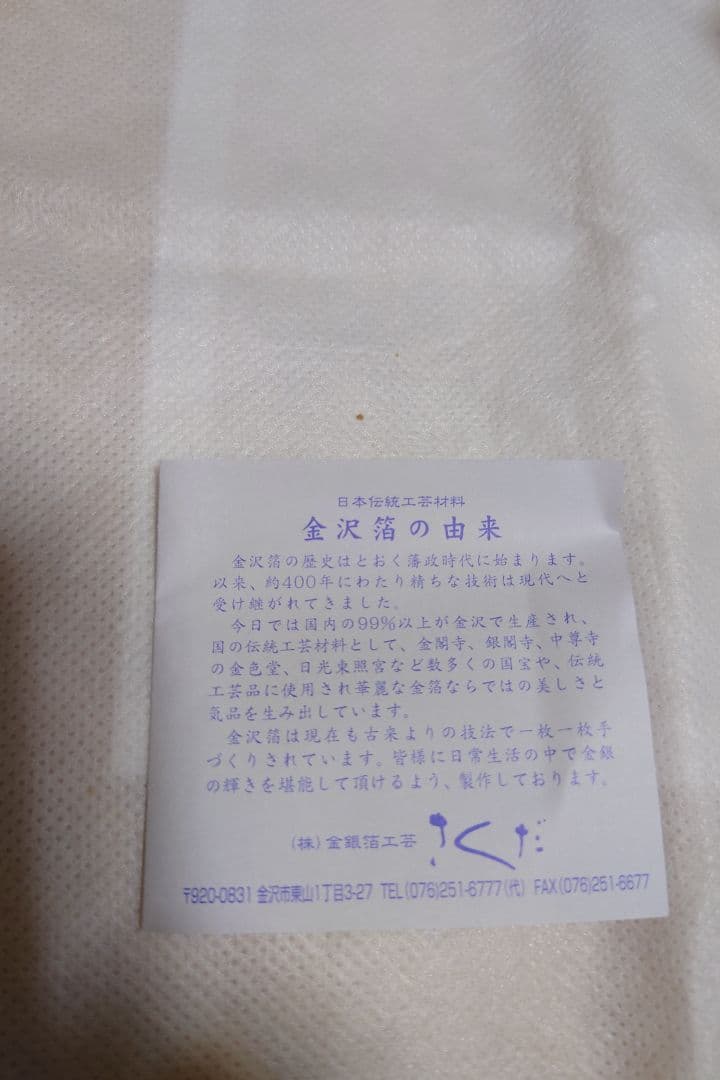 日本伝統工芸材料
金沢箔の由来
金沢箔の歴史はとおく藩政時代に始まります。
以来、約400年にわたり精ちな技術は現代へと
受け継がれてきました。
今日では国内の99%以上が金沢で生産され、
国の伝統工芸材料として、金閣寺、銀閣寺、中尊寺
の金色堂、日光東照宮など数多くの国宝や、伝統
工芸品に使用され華麗な金箔ならではの美しさと
気品を生み出しています。
金沢箔は現在も古来よりの技法で一枚一枚手
づくりされています。皆様に日常生活の中で金銀
の輝きを堪能して頂けるよう、製作しております。
(株)金銀箔工芸 さくだ
〒920-0831 金沢市東山1丁目3-27 TEL(076)251-6777(代) FAX(076)251-6677